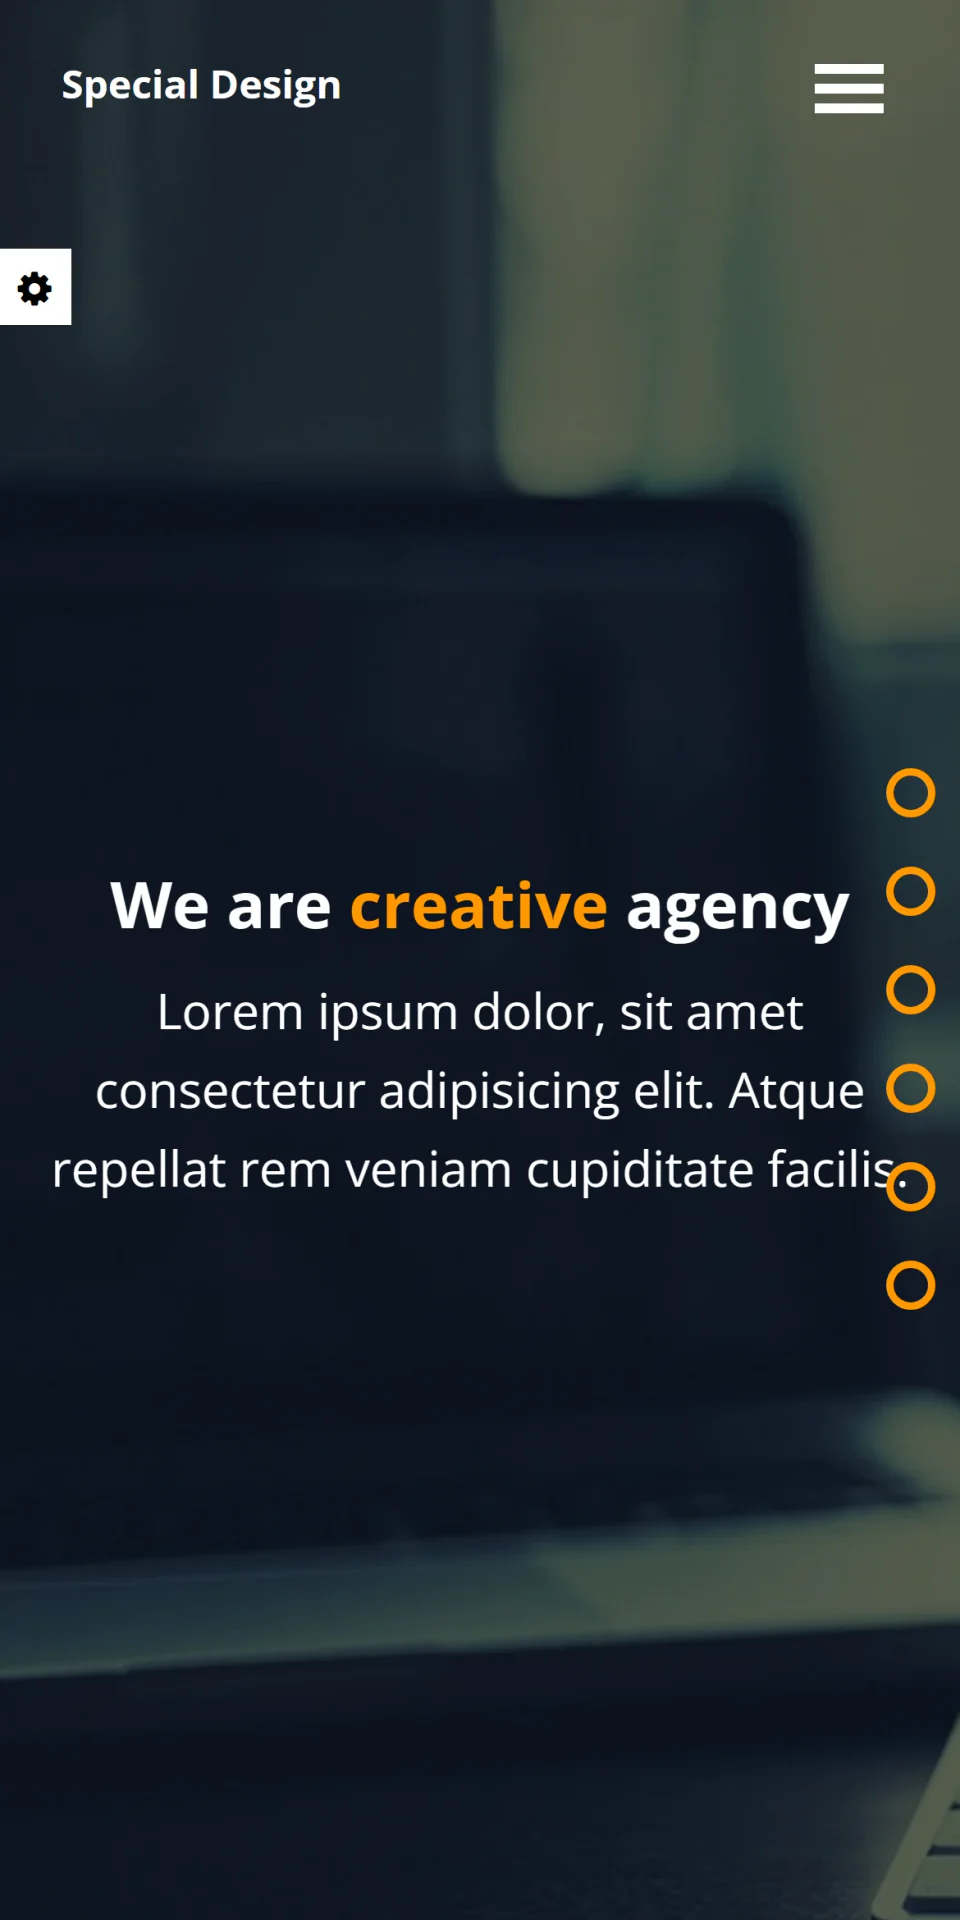 Special Design
We are creative agency
Lorem ipsum dolor, sit amet
consectetur adipisicing elit. Atque
repellat rem veniam cupiditate facilis.